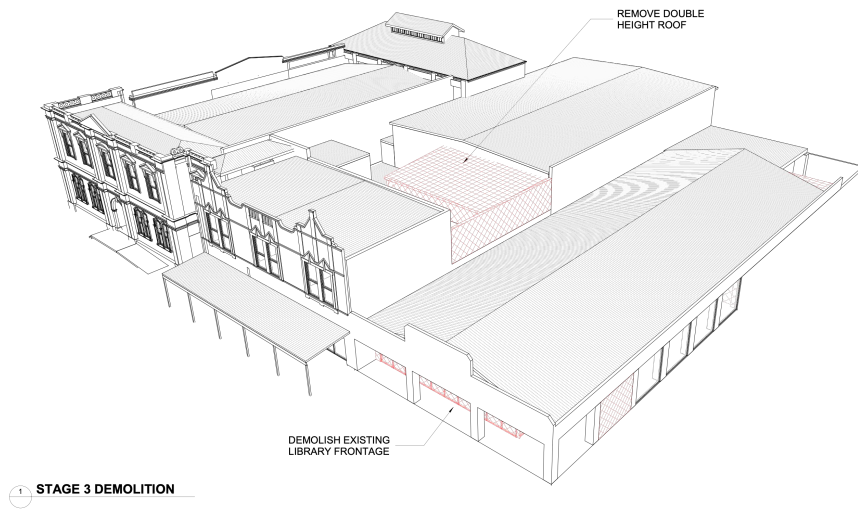 REMOVE DOUBLE
HEIGHT ROOF
DEMOLISH EXISTING
LIBRARY FRONTAGE
1 STAGE 3 DEMOLITION